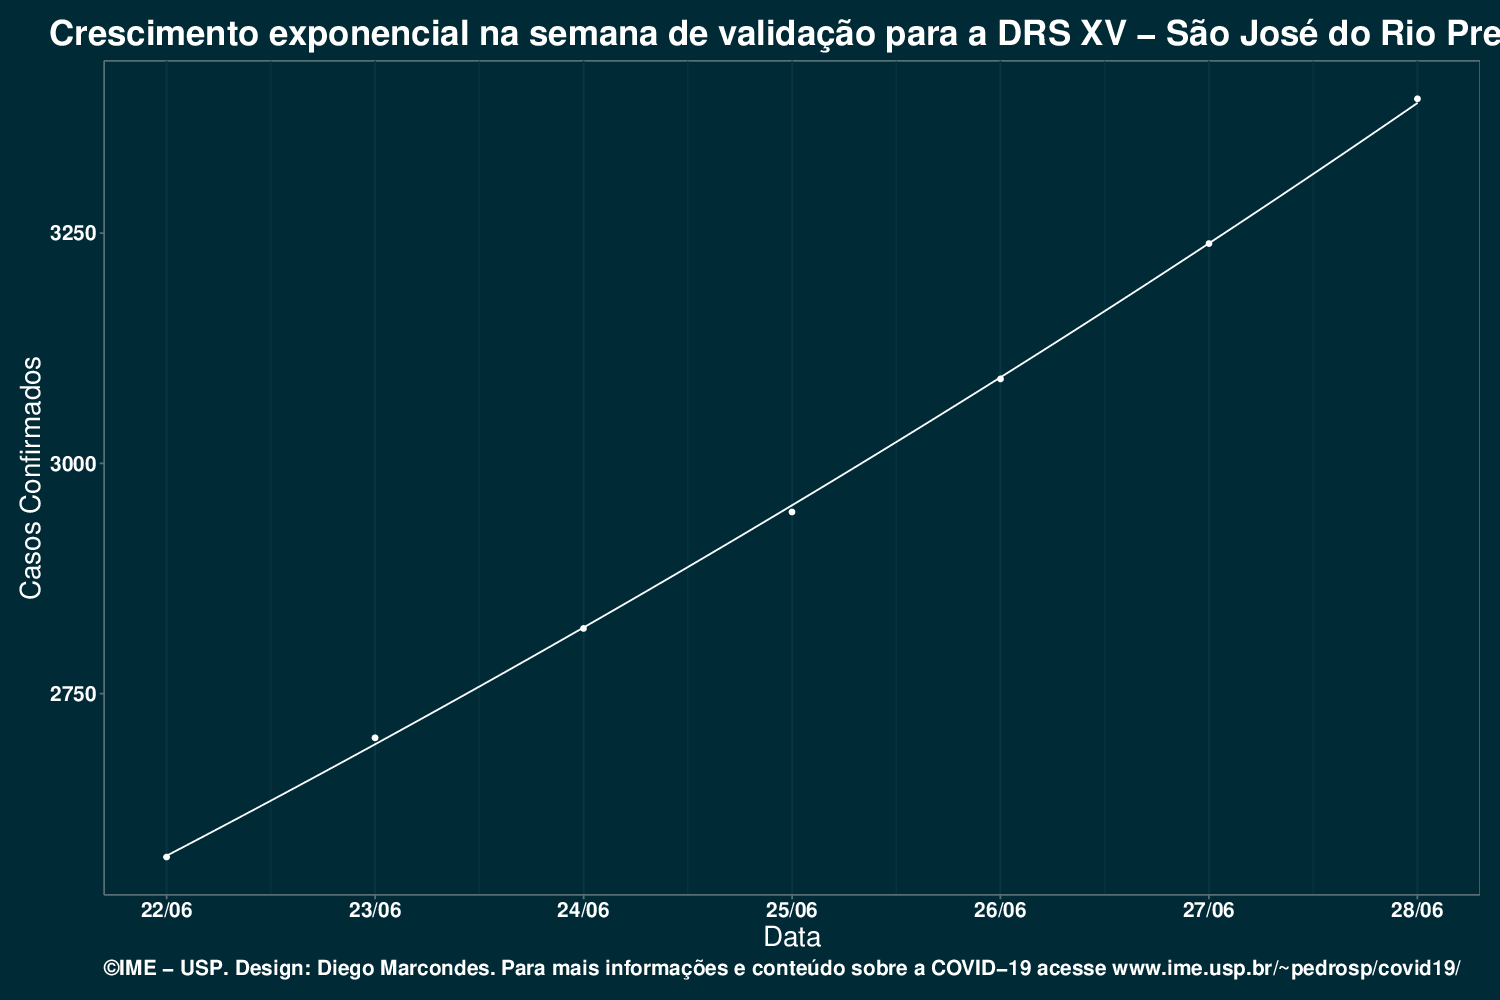 Crescimento exponencial na semana de validação para a DRS XV – São José do Rio Pre
3250
3000
2750
Casos Confirmados
22/06 23/06 24/06 25/06 26/06 27/06 28/06
Data
©IME – USP. Design: Diego Marcondes. Para mais informações e conteúdo sobre a COVID–19 acesse www.ime.usp.br/~pedrosp/covid19/